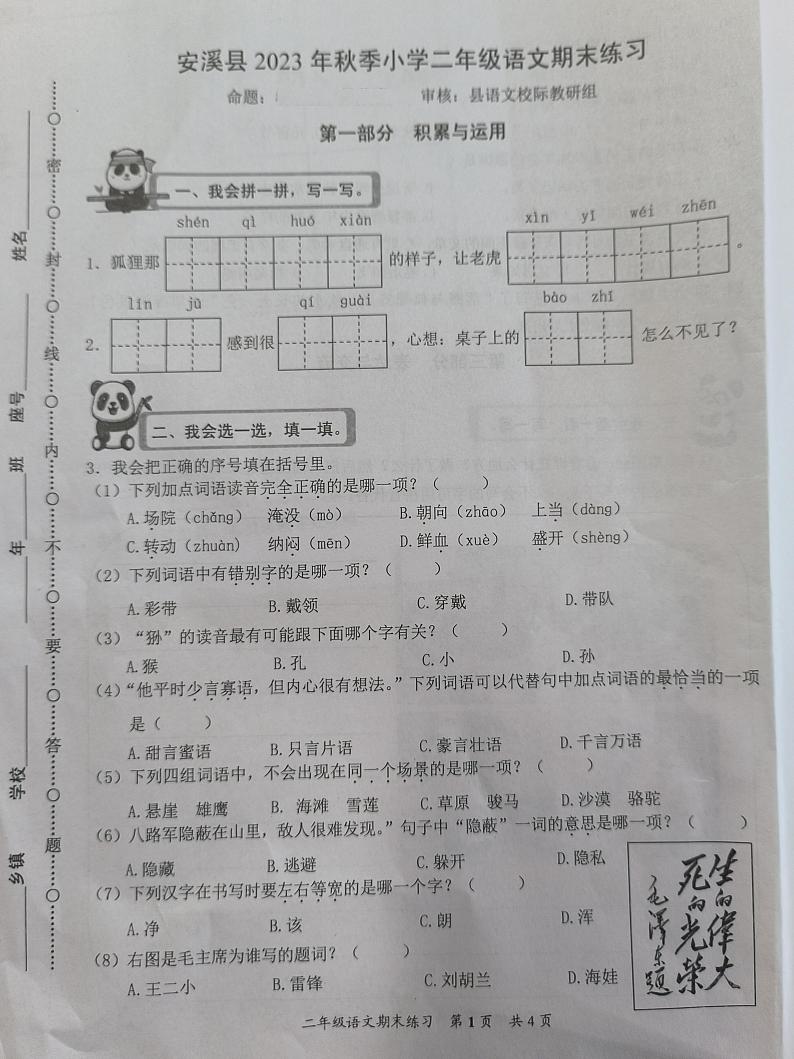 安溪县 2023 年秋季小学二年级语文期末练习
命题： 审核：县语文校际教研组
第一部分 积累与运用
一、我会拼一拼，写一写。
shén qì huó xiàn xìn yǐ wéi zhēn
1、狐狸那 的样子，让老虎 。
lín jū qí guài bào zhǐ
2． 感到很 ，心想：桌子上的 怎么不见了？
二、我会选一选，填一填。
3．我会把正确的序号填在括号里。
（1）下列加点词语读音完全正确的是哪一项？（ ）
A.场院（chǎng） 淹没（mò） B.朝向（zhāo） 上当（dàng）
C.转动（zhuàn） 纳闷（mēn） D.鲜血（xuè） 盛开（shèng）
（2）下列词语中有错别字的是哪一项？（ ）
A.彩带 B.戴领 C.穿戴 D.带队
（3）“狲”的读音最有可能跟下面哪个字有关？（ ）
A.猴 B.孔 C.小 D.孙
（4）“他平时少言寡语，但内心很有想法。”下列词语可以代替句中加点词语的最恰当的一项
是（ ）
A.甜言蜜语 B.只言片语 C.豪言壮语 D.千言万语
（5）下列四组词语中，不会出现在同一个场景的是哪一项？（ ）
A.悬崖 雄鹰 B. 海滩 雪莲 C.草原 骏马 D.沙漠 骆驼
（6）八路军隐蔽在山里，敌人很难发现。”句子中“隐蔽”一词的意思是哪一项？（ ）
A.隐藏 B.逃避 C.躲开 D.隐私
（7）下列汉字在书写时要左右等宽的是哪一个字？（ ）
A.净 B.该 C.朗 D.浑
（8）右图是毛主席为谁写的题词？（ ）
A.王二小 B.雷锋 C.刘胡兰 D.海娃
生的偉大
死的光榮
毛澤东題
二年级语文期末练习 第 1 页 共 4 页
乡镇 学校 年 班 座号 姓名
密 封 线 内 不 要 答 题